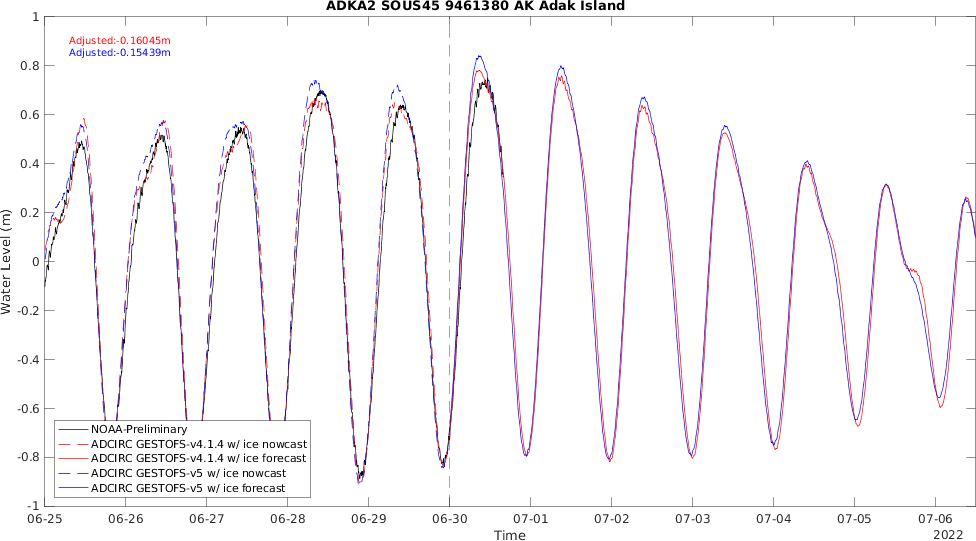 ADKA2 SOUS45 9461380 AK Adak Island
Adjusted:-0.16045m
Adjusted:-0.15439m
1
0.8
0.6
0.4
0.2
0
-0.2
-0.4
-0.6
-0.8
-1
Water Level (m)
NOAA-Preliminary
ADCIRC GESTOFS-v4.1.4 w/ ice nowcast
ADCIRC GESTOFS-v4.1.4 w/ ice forecast
ADCIRC GESTOFS-v5 w/ ice nowcast
ADCIRC GESTOFS-v5 w/ ice forecast
06-25 06-26 06-27 06-28 06-29 06-30 07-01 07-02 07-03 07-04 07-05 07-06
Time
2022